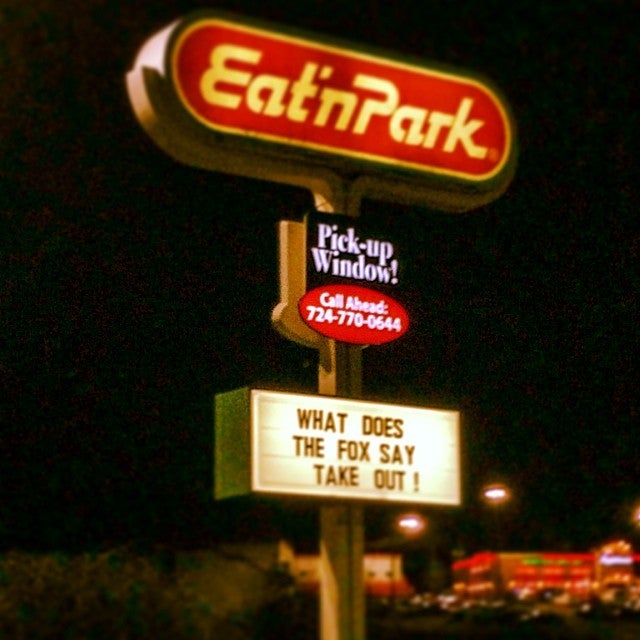 Eat'nPark
Pick-up
Window!
Call Ahead:
724-770-0644
WHAT DOES
THE FOX SAY
TAKE OUT !